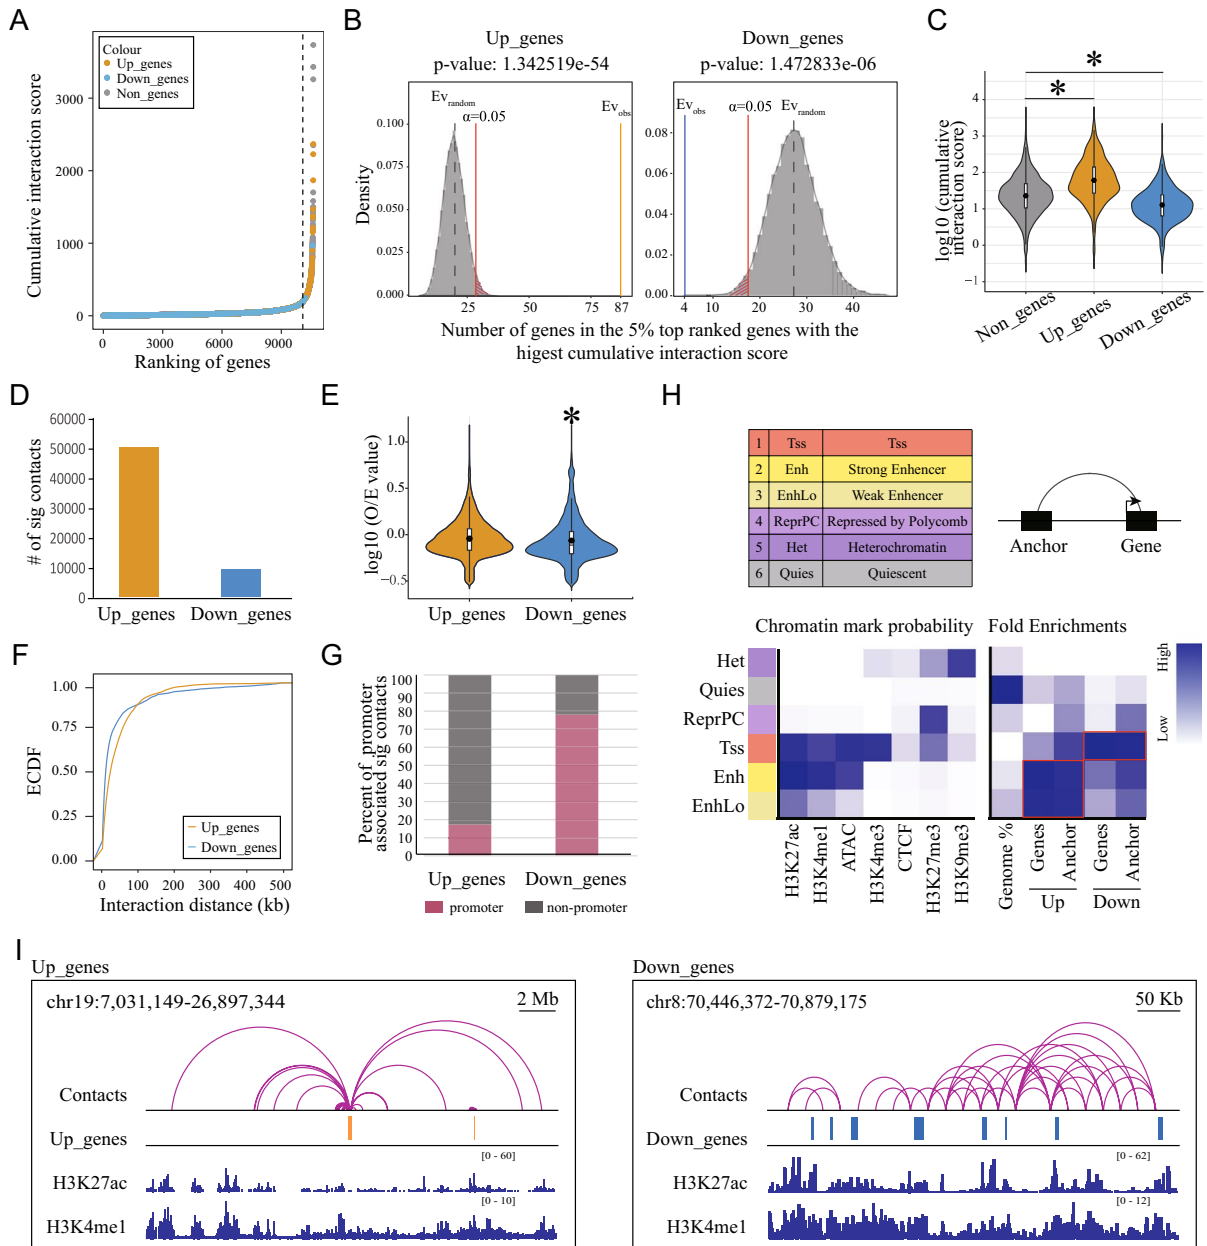 A
Colour
Up_genes
Down_genes
Non_genes
Cumulative interaction score
3000
2000
1000
0
0
3000
6000
9000
Ranking of genes
B
Up_genes
p-value: 1.342519e-54
Ev random
α=0.05
Ev obs
Density
0.100
0.075
0.050
0.025
0.000
25
50
75
87
Down_genes
p-value: 1.472833e-06
Ev obs
α=0.05
Ev random
0.08
0.06
0.04
0.02
0.00
4
10
20
30
40
Number of genes in the 5% top ranked genes with the
higest cumulative interaction score
C
*
*
log10 (cumulative
interaction score)
4
3
2
1
0
−1
Non_genes
Up_genes
Down_genes
D
# of sig contacts
60000
50000
40000
30000
20000
10000
0
Up_genes
Down_genes
E
*
log10 (O/E value)
1.0
0.5
0.0
−0.5
Up_genes
Down_genes
F
ECDF
1.00
0.75
0.50
0.25
0.00
Up_genes
Down_genes
0
100
200
300
400
500
Interaction distance (kb)
G
Percent of promoter
associated sig contacts
100
90
80
70
60
50
40
30
20
10
0
Up_genes
Down_genes
promoter
non-promoter
H
1 Tss Tss
2 Enh Strong Enhencer
3 EnhLo Weak Enhencer
4 ReprPC Repressed by Polycomb
5 Het Heterochromatin
6 Quies Quiescent
Anchor
Gene
Chromatin mark probability
Fold Enrichments
High
Low
Het
Quies
ReprPC
Tss
Enh
EnhLo
H3K27ac
H3K4me1
ATAC
H3K4me3
CTCF
H3K27me3
H3K9me3
Genome %
Genes
Anchor
Genes
Anchor
Up
Down
I
Up_genes
chr19:7,031,149-26,897,344
2 Mb
Contacts
Up_genes
[0 - 60]
H3K27ac
[0 - 10]
H3K4me1
Down_genes
chr8:70,446,372-70,879,175
50 Kb
Contacts
Down_genes
[0 - 62]
H3K27ac
[0 - 12]
H3K4me1